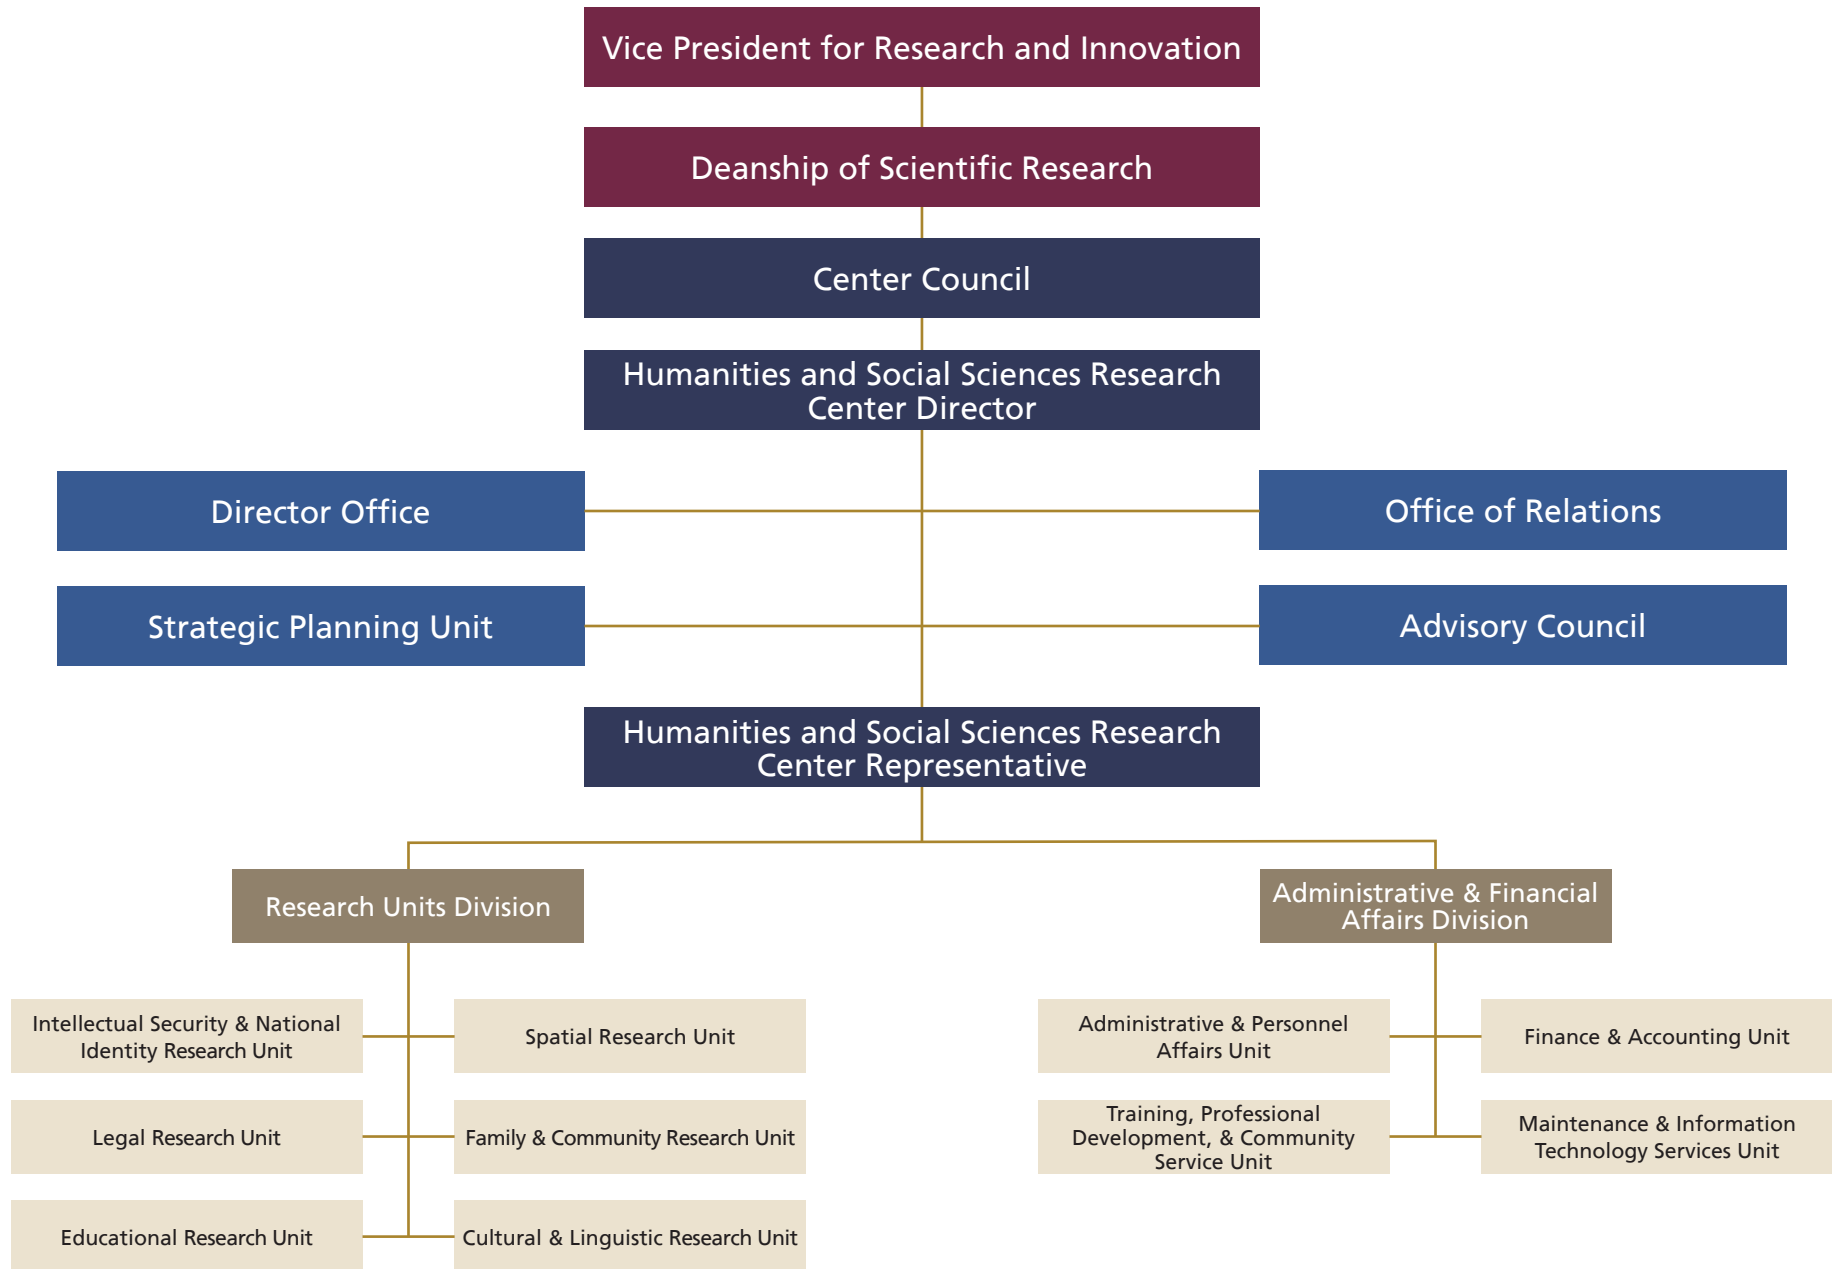 Vice President for Research and Innovation
Deanship of Scientific Research
Center Council
Humanities and Social Sciences Research
Center Director
Director Office
Office of Relations
Strategic Planning Unit
Advisory Council
Humanities and Social Sciences Research
Center Representative
Research Units Division
Administrative & Financial
Affairs Division
Intellectual Security & National
Identity Research Unit
Spatial Research Unit
Administrative & Personnel
Affairs Unit
Finance & Accounting Unit
Legal Research Unit
Family & Community Research Unit
Training, Professional
Development, & Community
Service Unit
Maintenance & Information
Technology Services Unit
Educational Research Unit
Cultural & Linguistic Research Unit